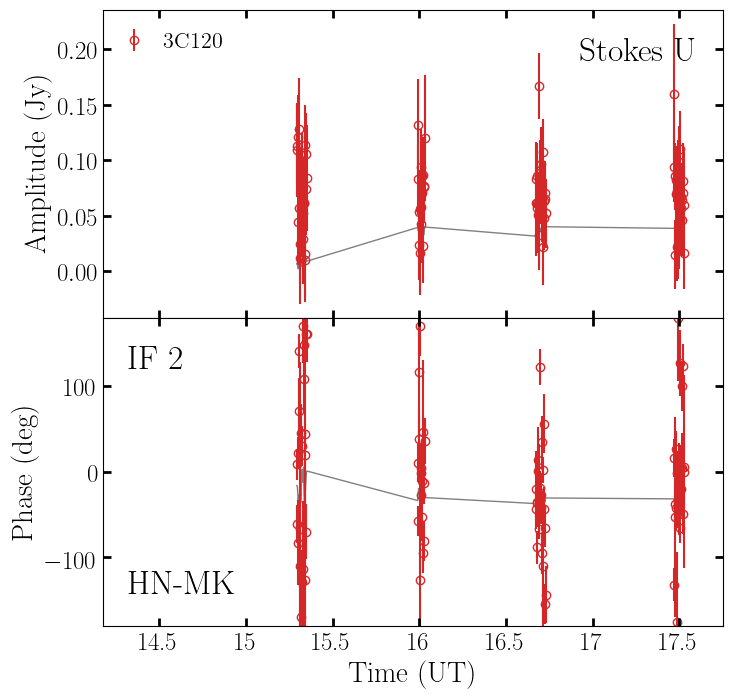 3C120
Stokes U
Amplitude (Jy)
0.20
0.15
0.10
0.05
0.00
IF 2
HN-MK
Phase (deg)
100
0
−100
14.5 15 15.5 16 16.5 17 17.5
Time (UT)